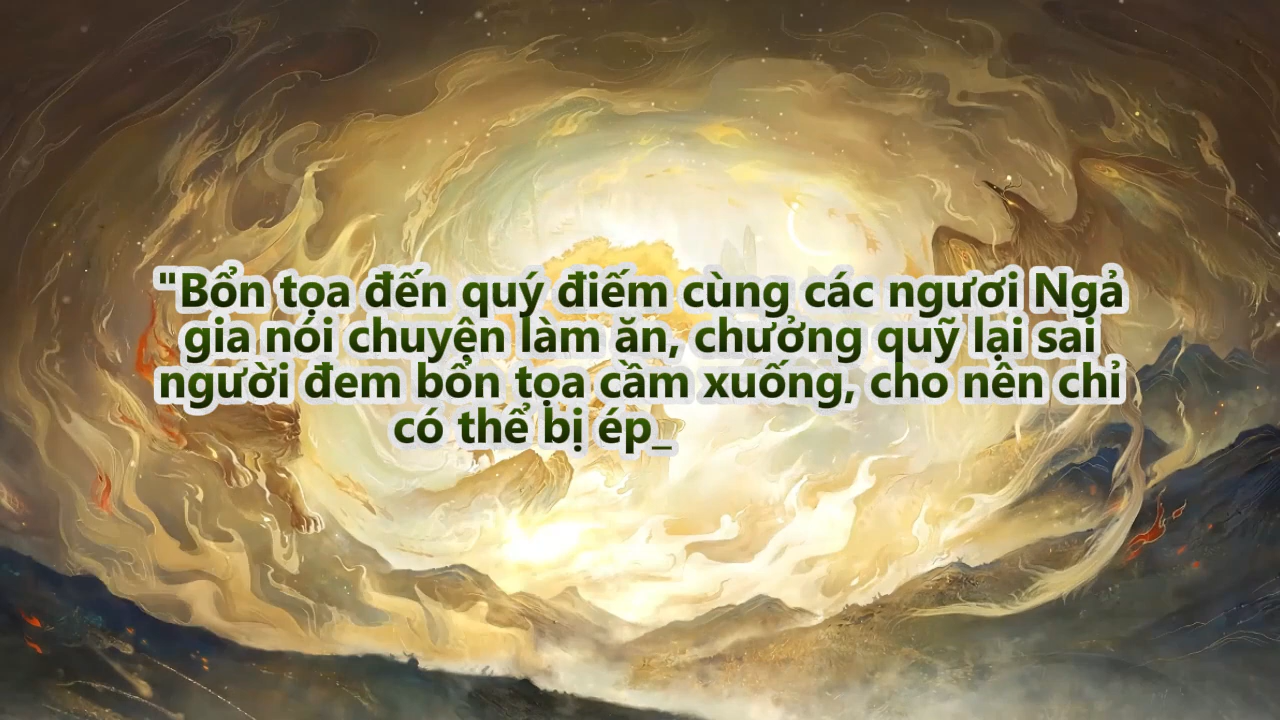 "Bổn tọa đến quý điếm cùng các ngươi Ngả
gia nói chuyện làm ăn, chưởng quỹ lại sai
người đem bổn tọa cầm xuống, cho nên chỉ
có thể bị ép_